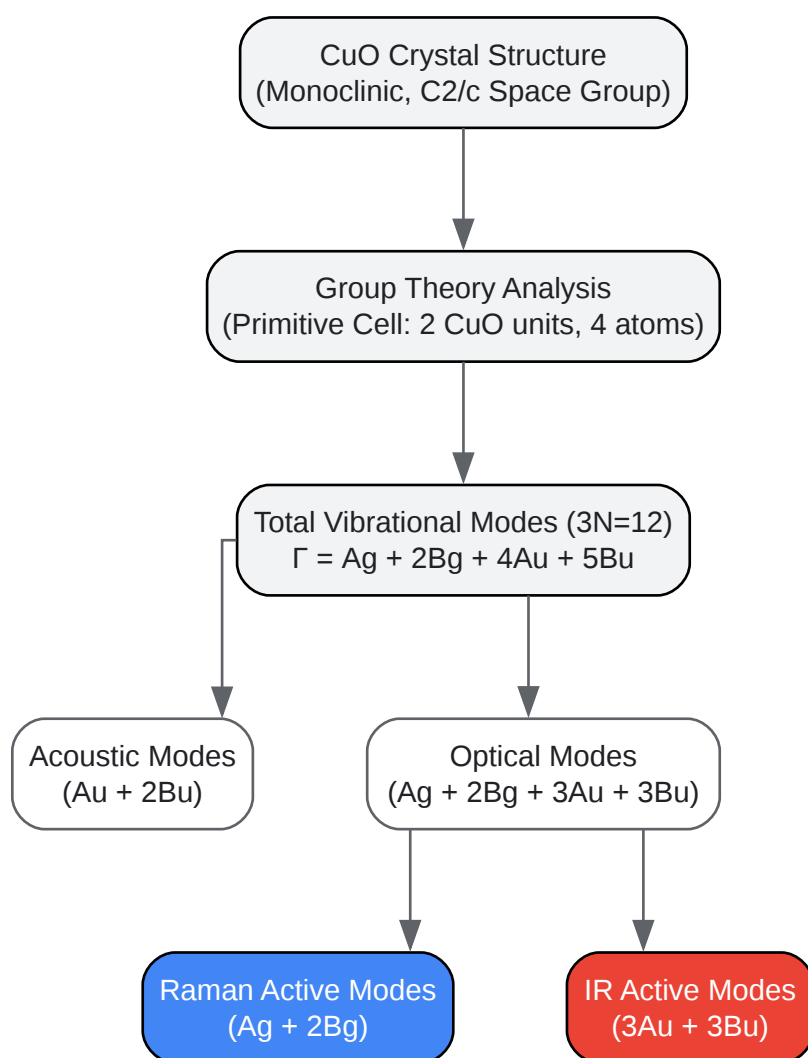 CuO Crystal Structure
(Monoclinic, C2/c Space Group)
Group Theory Analysis
(Primitive Cell: 2 CuO units, 4 atoms)
Total Vibrational Modes (3N=12)
Γ = Ag + 2Bg + 4Au + 5Bu
Acoustic Modes
(Au + 2Bu)
Optical Modes
(Ag + 2Bg + 3Au + 3Bu)
Raman Active Modes
(Ag + 2Bg)
IR Active Modes
(3Au + 3Bu)